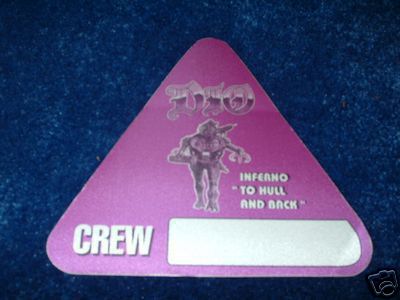 DIO
INFERNO
"TO HULL
AND BACK"
CREW